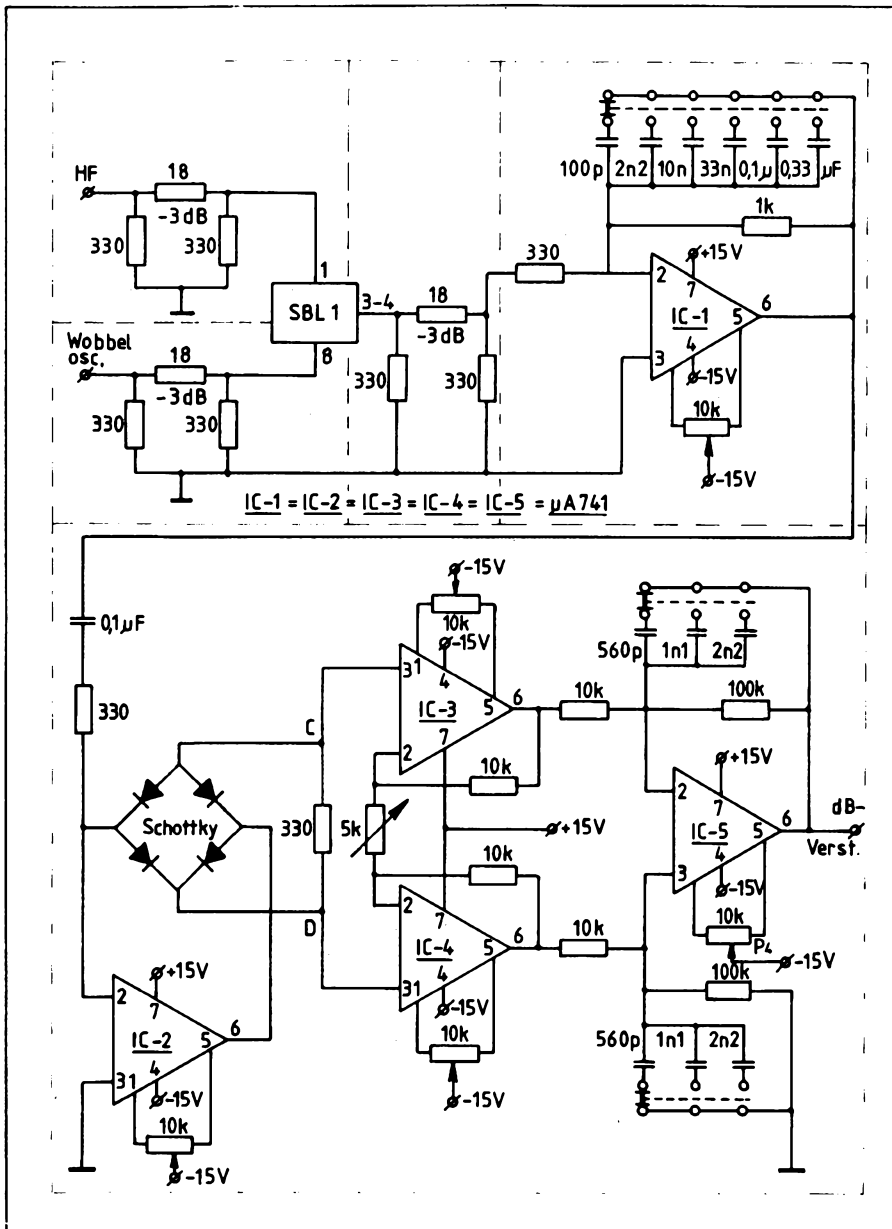 HF
18
-3dB
330
330
1
SBL 1
3-4
8
Wobbel
osc.
18
-3dB
330
330
18
-3dB
330
330
330
100p 2n2 10n 33n 0,1µ 0,33 µF
1k
+15V
2
7
IC-1
5
6
4
3
-15V
10k
-15V
IC-1 = IC-2 = IC-3 = IC-4 = IC-5 = µA741
0,1µF
330
Schottky
C
D
330
5k
-15V
10k
-15V
31
4
IC-3
5
6
2
7
10k
+15V
10k
2
7
IC-4
5
6
4
31
-15V
10k
-15V
10k
10k
560p 1n1 2n2
100k
+15V
2
7
IC-5
5
6
4
3
-15V
10k
P4
-15V
dB-
Verst.
100k
560p 1n1 2n2
+15V
2
7
IC-2
5
6
4
31
-15V
10k
-15V